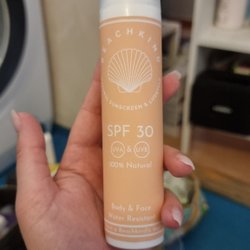 PEACHKIND
SPF 30
UVA & UVB
100% Natural
Body & Face
Water Resistant